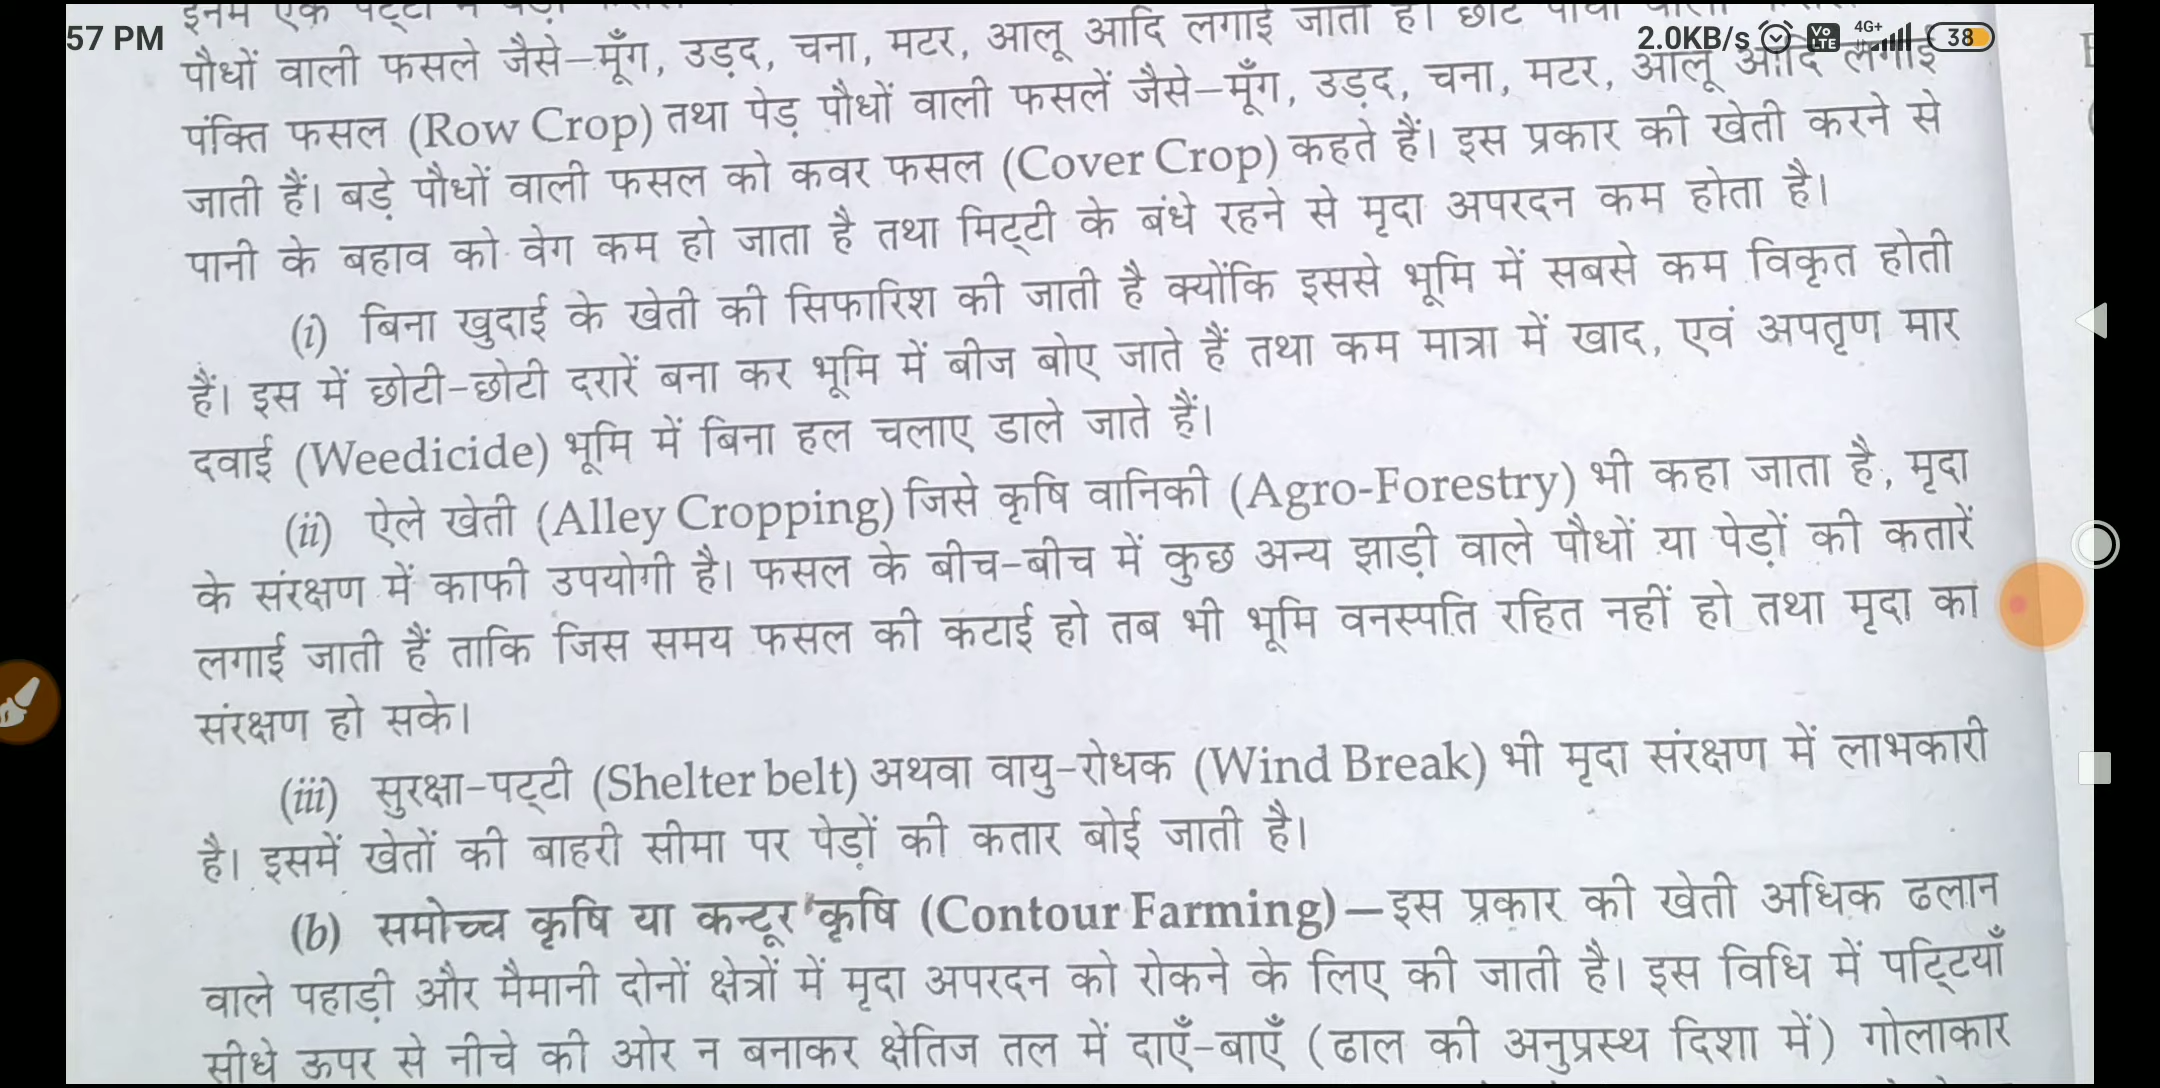 57 PM
2.0KB/s Vo LTE 4G+ 38
पौधों वाली फसले जैसे–मूँग, उड़द, चना, मटर, आलू आदि लगाई जाती है। छोटे
पंक्ति फसल (Row Crop) तथा पेड़ पौधों वाली फसलें जैसे–मूँग, उड़द, चना, मटर, आलू आदि लगाई
जाती हैं। बड़े पौधों वाली फसल को कवर फसल (Cover Crop) कहते हैं। इस प्रकार की खेती करने से
पानी के बहाव को वेग कम हो जाता है तथा मिट्टी के बंधे रहने से मृदा अपरदन कम होता है।
(i) बिना खुदाई के खेती की सिफारिश की जाती है क्योंकि इससे भूमि में सबसे कम विकृत होती
हैं। इस में छोटी-छोटी दरारें बना कर भूमि में बीज बोए जाते हैं तथा कम मात्रा में खाद, एवं अपतृण मार
दवाई (Weedicide) भूमि में बिना हल चलाए डाले जाते हैं।
(ii) ऐले खेती (Alley Cropping) जिसे कृषि वानिकी (Agro-Forestry) भी कहा जाता है, मृदा
के संरक्षण में काफी उपयोगी है। फसल के बीच-बीच में कुछ अन्य झाड़ी वाले पौधों या पेड़ों की कतारें
लगाई जाती हैं ताकि जिस समय फसल की कटाई हो तब भी भूमि वनस्पति रहित नहीं हो तथा मृदा का
संरक्षण हो सके।
(iii) सुरक्षा-पट्टी (Shelter belt) अथवा वायु-रोधक (Wind Break) भी मृदा संरक्षण में लाभकारी
है। इसमें खेतों की बाहरी सीमा पर पेड़ों की कतार बोई जाती है।
(b) समोच्च कृषि या कन्टूर कृषि (Contour Farming)—इस प्रकार की खेती अधिक ढलान
वाले पहाड़ी और मैमानी दोनों क्षेत्रों में मृदा अपरदन को रोकने के लिए की जाती है। इस विधि में पट्टियाँ
सीधे ऊपर से नीचे की ओर न बनाकर क्षेतिज तल में दाएँ-बाएँ (ढाल की अनुप्रस्थ दिशा में) गोलाकार